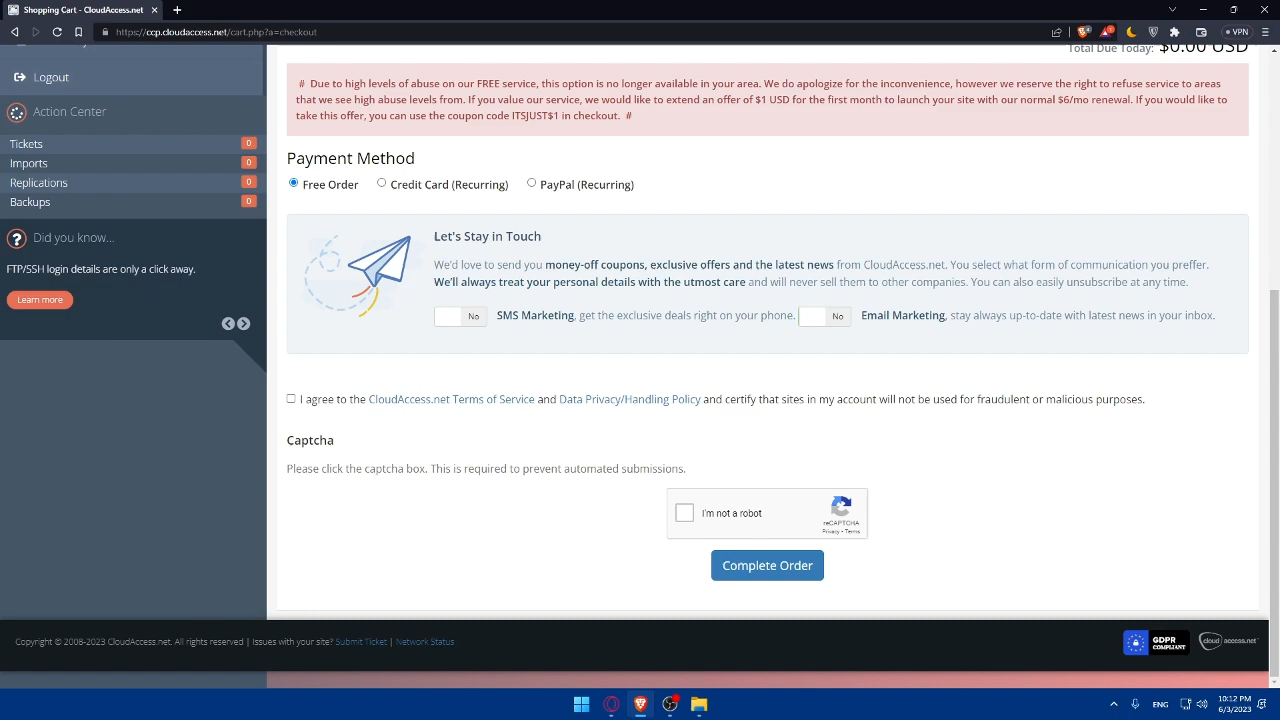 Shopping Cart - CloudAccess.net
https://ccp.cloudaccess.net/cart.php?a=checkout
VPN
Total Due Today: $0.00 USD
Logout
Action Center
Tickets 0
Imports 0
Replications 0
Backups 0
Did you know...
FTP/SSH login details are only a click away.
Learn more
# Due to high levels of abuse on our FREE service, this option is no longer available in your area. We do apologize for the inconvenience, however we reserve the right to refuse service to areas
that we see high abuse levels from. If you value our service, we would like to extend an offer of $1 USD for the first month to launch your site with our normal $6/mo renewal. If you would like
to take this offer, you can use the coupon code ITSJUST$1 in checkout. #
Payment Method
Free Order Credit Card (Recurring) PayPal (Recurring)
Let's Stay in Touch
We'd love to send you money-off coupons, exclusive offers and the latest news from CloudAccess.net. You select what form of communication you preffer.
We'll always treat your personal details with the utmost care and will never sell them to other companies. You can also easily unsubscribe at any time.
No SMS Marketing, get the exclusive deals right on your phone. No Email Marketing, stay always up-to-date with latest news in your inbox.
I agree to the CloudAccess.net Terms of Service and Data Privacy/Handling Policy and certify that sites in my account will not be used for fraudulent or malicious purposes.
Captcha
Please click the captcha box. This is required to prevent automated submissions.
I'm not a robot
reCAPTCHA
Privacy - Terms
Complete Order
Copyright © 2008-2023 CloudAccess.net. All rights reserved | Issues with your site? Submit Ticket | Network Status
GDPR
COMPLIANT
cloud access.net
ENG
10:12 PM
6/3/2023